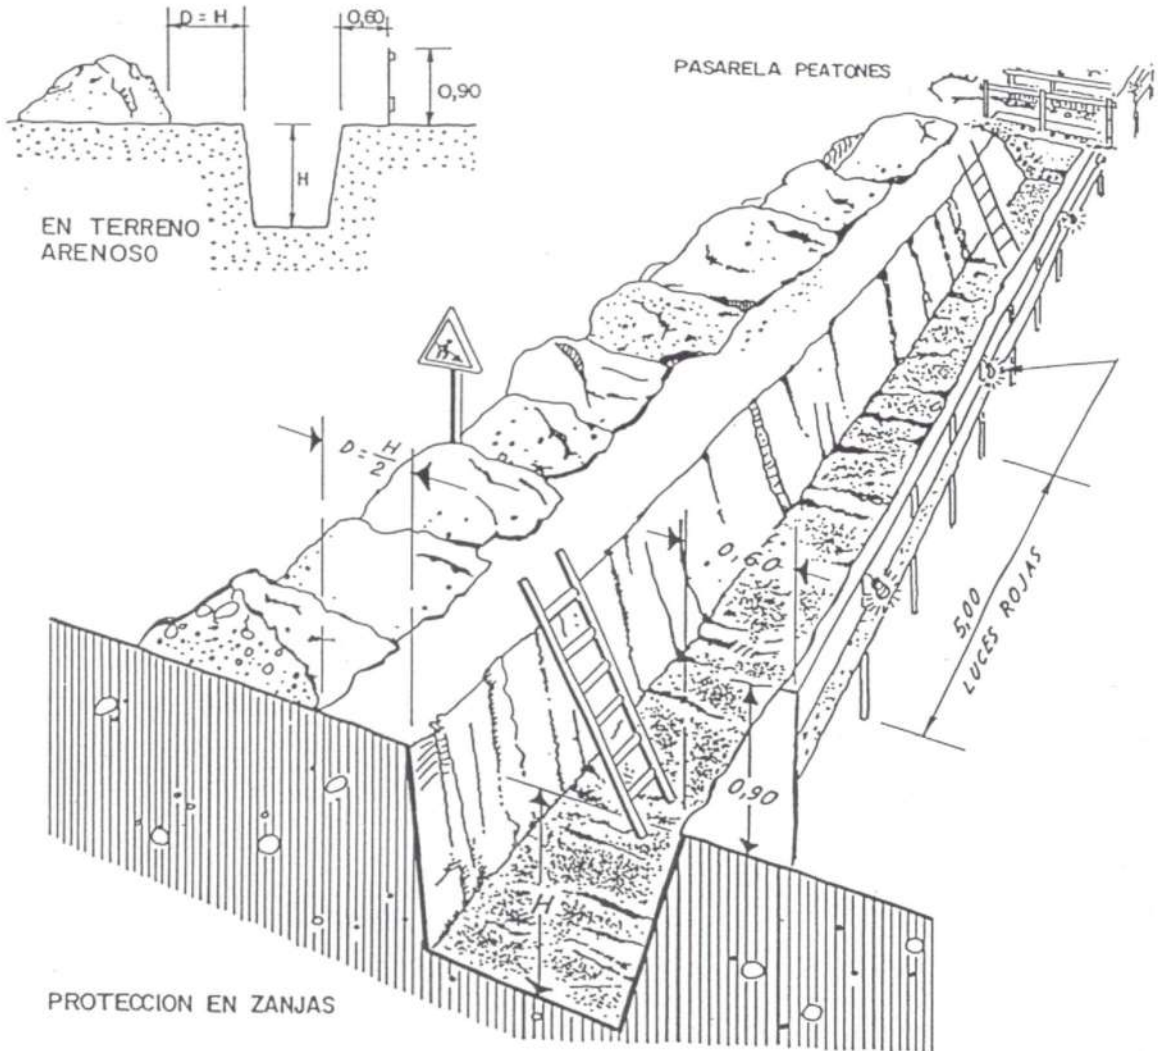 D = H
0,60
0,90
H
EN TERRENO
ARENOSO
PASARELA PEATONES
D = H/2
0,60
5,00
LUCES ROJAS
0,90
H
PROTECCION EN ZANJAS